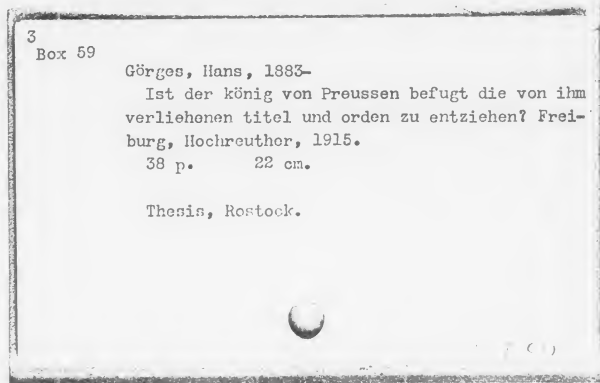 3
Box 59
Görges, Hans, 1883-
Ist der könig von Preussen befugt die von ihm
verliehenen titel und orden zu entziehen? Frei-
burg, Hochreuther, 1915.
38 p. 22 cm.
Thesis, Rostock.